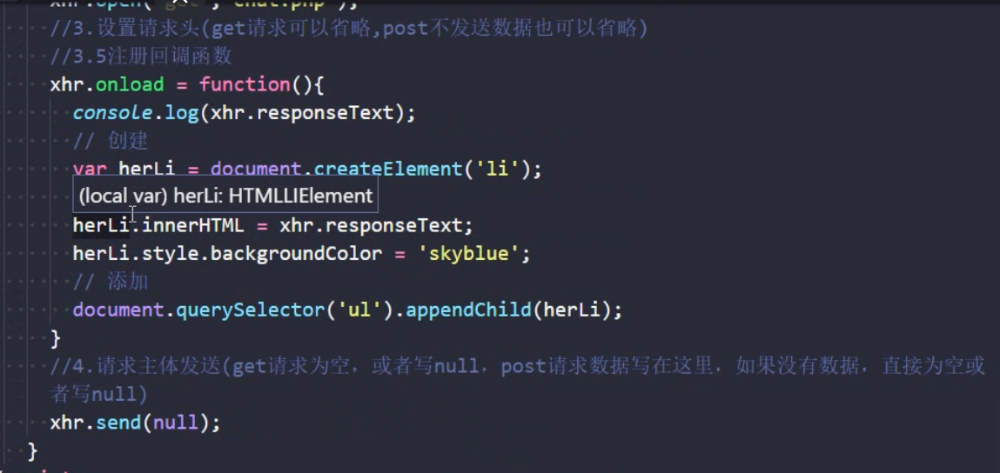 xhr.open('get','chat.php');
//3.设置请求头(get请求可以省略,post不发送数据也可以省略)
//3.5注册回调函数
xhr.onload = function(){
console.log(xhr.responseText);
// 创建
var herLi = document.createElement('li');
(local var) herLi: HTMLLIElement
herLi.innerHTML = xhr.responseText;
herLi.style.backgroundColor = 'skyblue';
// 添加
document.querySelector('ul').appendChild(herLi);
}
//4.请求主体发送(get请求为空，或者写null，post请求数据写在这里，如果没有数据，直接为空或
者写null)
xhr.send(null);
}